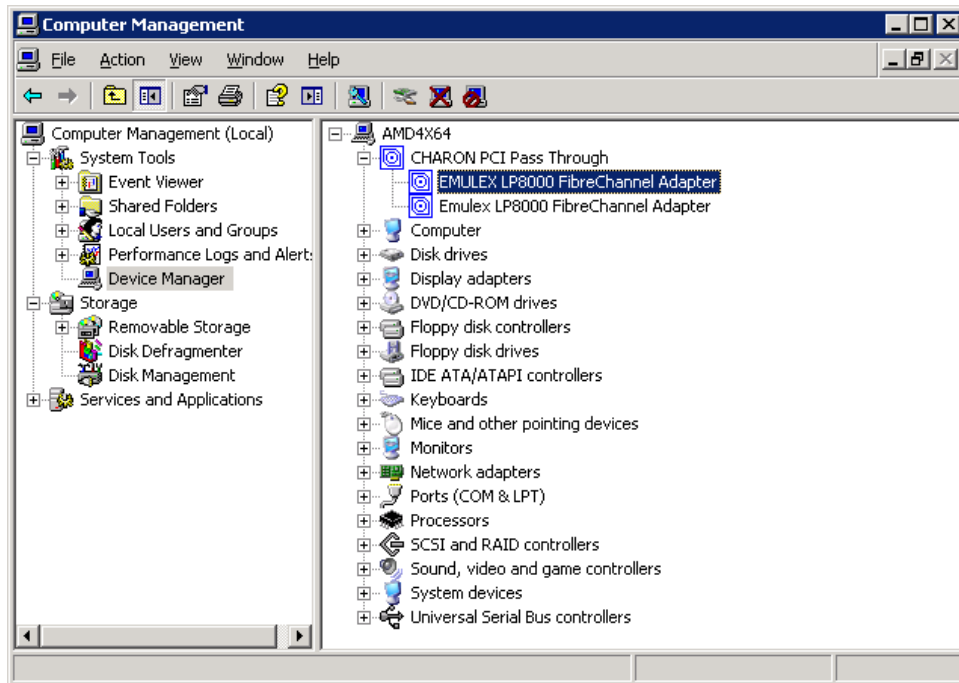 Computer Management
File Action View Window Help
Computer Management (Local)
System Tools
Event Viewer
Shared Folders
Local Users and Groups
Performance Logs and Alert
Device Manager
Storage
Removable Storage
Disk Defragmenter
Disk Management
Services and Applications
AMD4X64
CHARON PCI Pass Through
EMULEX LP8000 FibreChannel Adapter
Emulex LP8000 FibreChannel Adapter
Computer
Disk drives
Display adapters
DVD/CD-ROM drives
Floppy disk controllers
Floppy disk drives
IDE ATA/ATAPI controllers
Keyboards
Mice and other pointing devices
Monitors
Network adapters
Ports (COM & LPT)
Processors
SCSI and RAID controllers
Sound, video and game controllers
System devices
Universal Serial Bus controllers